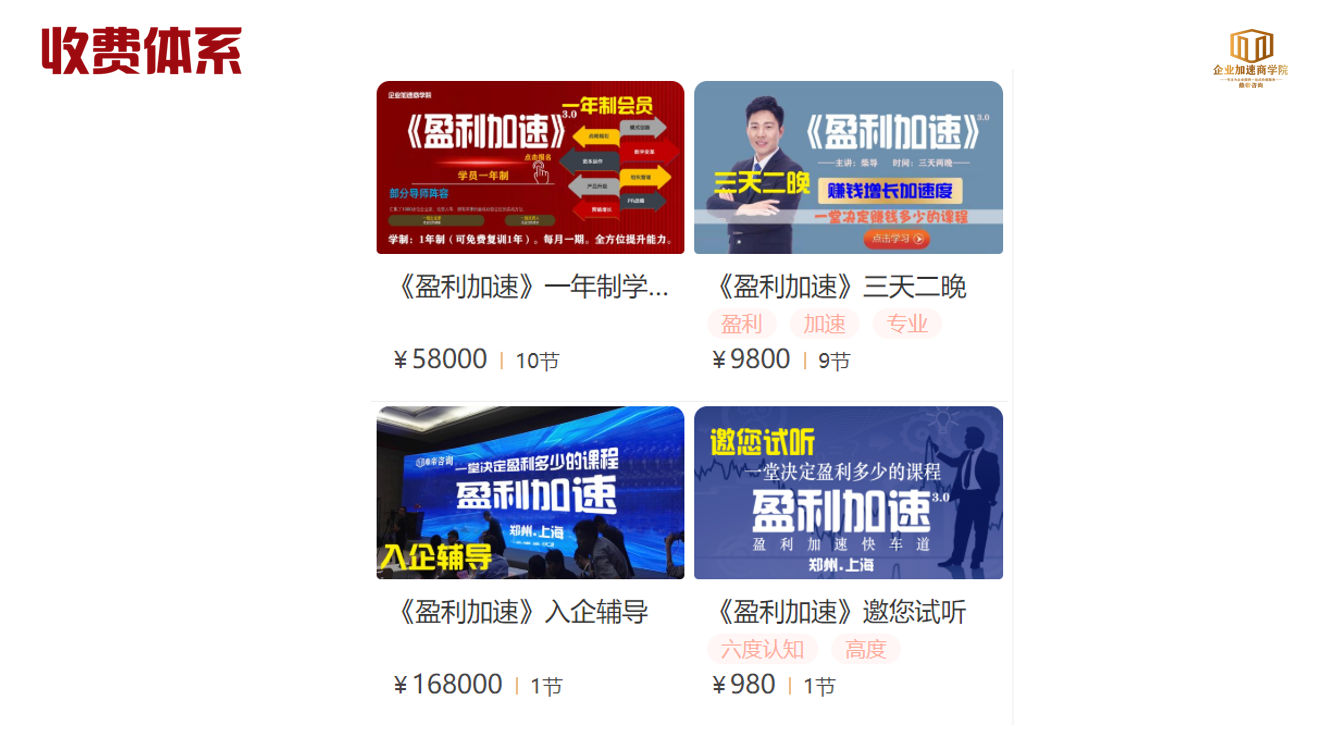 收费体系
企业加速商学院
企业加速商学院
一年制会员
《盈利加速》3.0
点击报名
学员一年制
部分导师阵容
战略规划
模式创新
资本运作
数字变革
产品升级
组织管理
营销增长
PR战略
学制：1年制（可免费复训1年）。每月一期。全方位提升能力。
《盈利加速》一年制学...
￥58000 | 10节
《盈利加速》3.0
时间：三天两晚
三天二晚
赚钱增长加速度
一堂决定赚钱多少的课程
点击学习
《盈利加速》三天二晚
盈利 加速 专业
￥9800 | 9节
一堂决定盈利多少的课程
盈利加速
郑州.上海
入企辅导
《盈利加速》入企辅导
￥168000 | 1节
邀您试听
一堂决定盈利多少的课程
盈利加速3.0
盈利加速快车道
郑州.上海
《盈利加速》邀您试听
六度认知 高度
￥980 | 1节